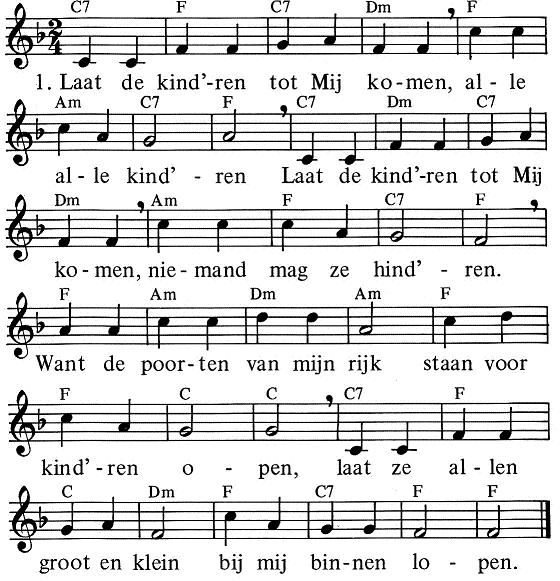 C7 F C7 Dm F
2 4
1. Laat de kind'-ren tot Mij ko-men, al-le
Am C7 F C7 Dm C7
al-le kind' - ren Laat de kind'-ren tot Mij
Dm Am F C7 F
ko-men, nie-mand mag ze hind' - ren.
F Am Dm Am F
Want de poor-ten van mijn rijk staan voor
F C C C7 F
kind'-ren o - pen, laat ze al-len
C Dm F C7 F F
groot en klein bij mij bin-nen lo - pen.